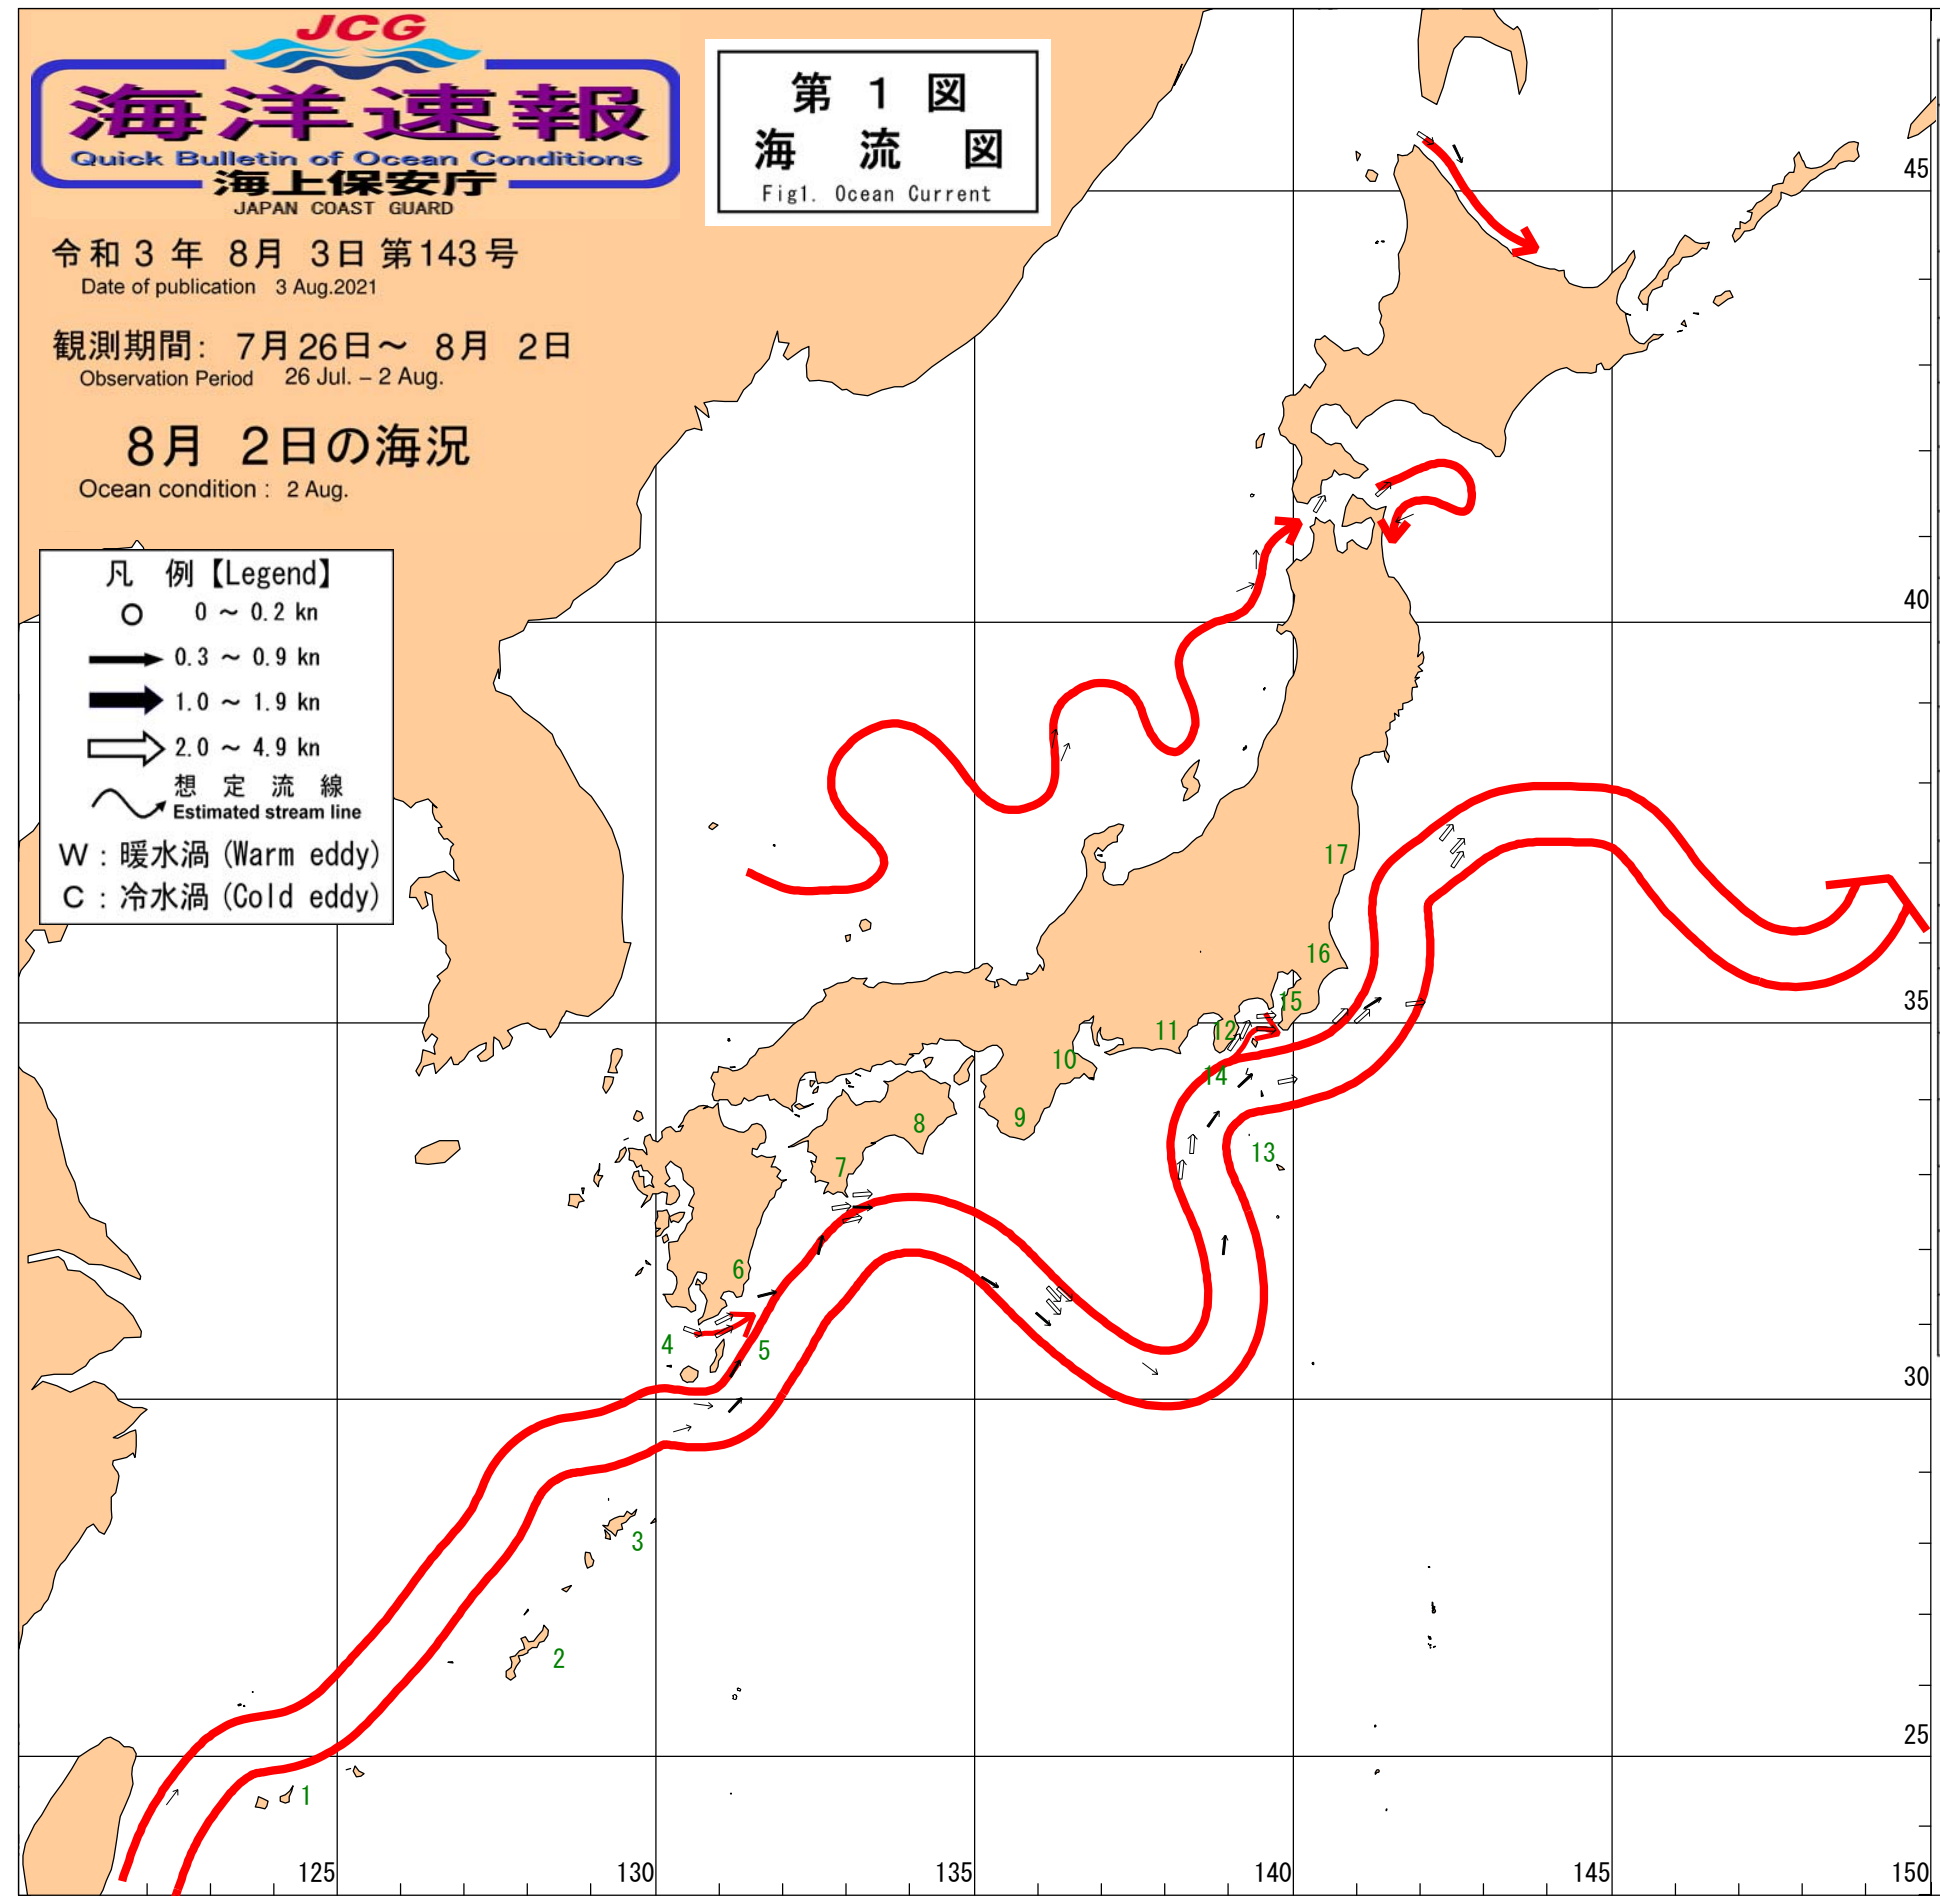 JCG
海洋速報
Quick Bulletin of Ocean Conditions
海上保安庁
JAPAN COAST GUARD
第 1 図
海 流 図
Fig1. Ocean Current
令和 3 年 8月 3日 第143号
Date of publication 3 Aug.2021
観測期間: 7月26日～ 8月 2日
Observation Period 26 Jul. – 2 Aug.
8月 2日の海況
Ocean condition : 2 Aug.
凡 例【Legend】
0 ～ 0.2 kn
0.3 ～ 0.9 kn
1.0 ～ 1.9 kn
2.0 ～ 4.9 kn
想 定 流 線
Estimated stream line
W : 暖水渦 (Warm eddy)
C : 冷水渦 (Cold eddy)
45
40
35
30
25
125
130
135
140
145
150
1
2
3
4
5
6
7
8
9
10
11
12
13
14
15
16
17